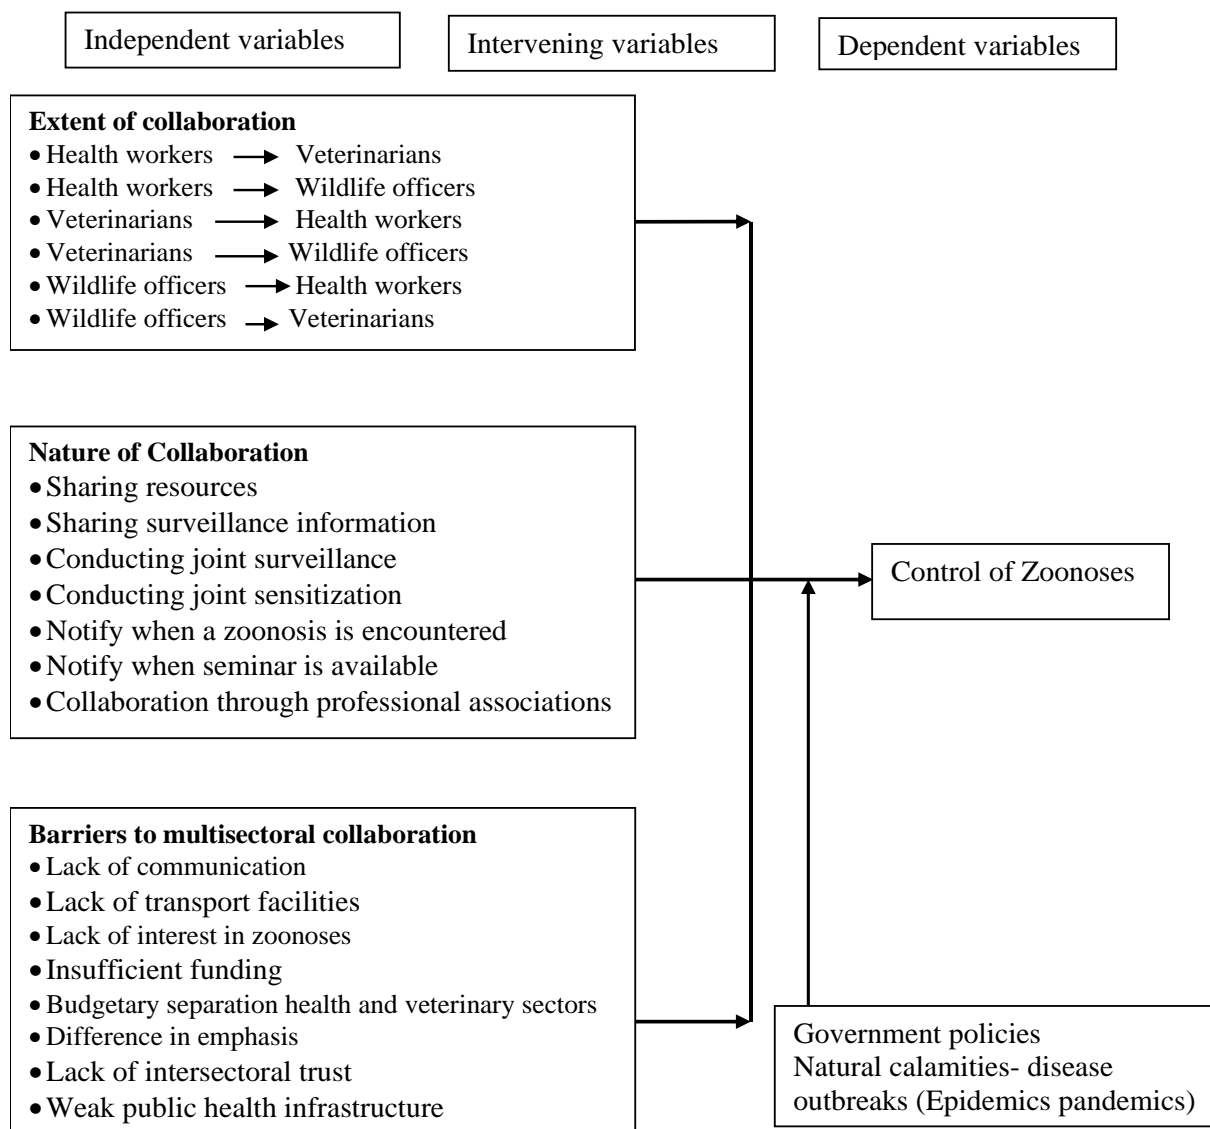 Independent variables
Intervening variables
Dependent variables
Extent of collaboration
• Health workers → Veterinarians
• Health workers → Wildlife officers
• Veterinarians → Health workers
• Veterinarians → Wildlife officers
• Wildlife officers → Health workers
• Wildlife officers → Veterinarians
Nature of Collaboration
• Sharing resources
• Sharing surveillance information
• Conducting joint surveillance
• Conducting joint sensitization
• Notify when a zoonosis is encountered
• Notify when seminar is available
• Collaboration through professional associations
Control of Zoonoses
Barriers to multisectoral collaboration
• Lack of communication
• Lack of transport facilities
• Lack of interest in zoonoses
• Insufficient funding
• Budgetary separation health and veterinary sectors
• Difference in emphasis
• Lack of intersectoral trust
• Weak public health infrastructure
Government policies
Natural calamities- disease
outbreaks (Epidemics pandemics)